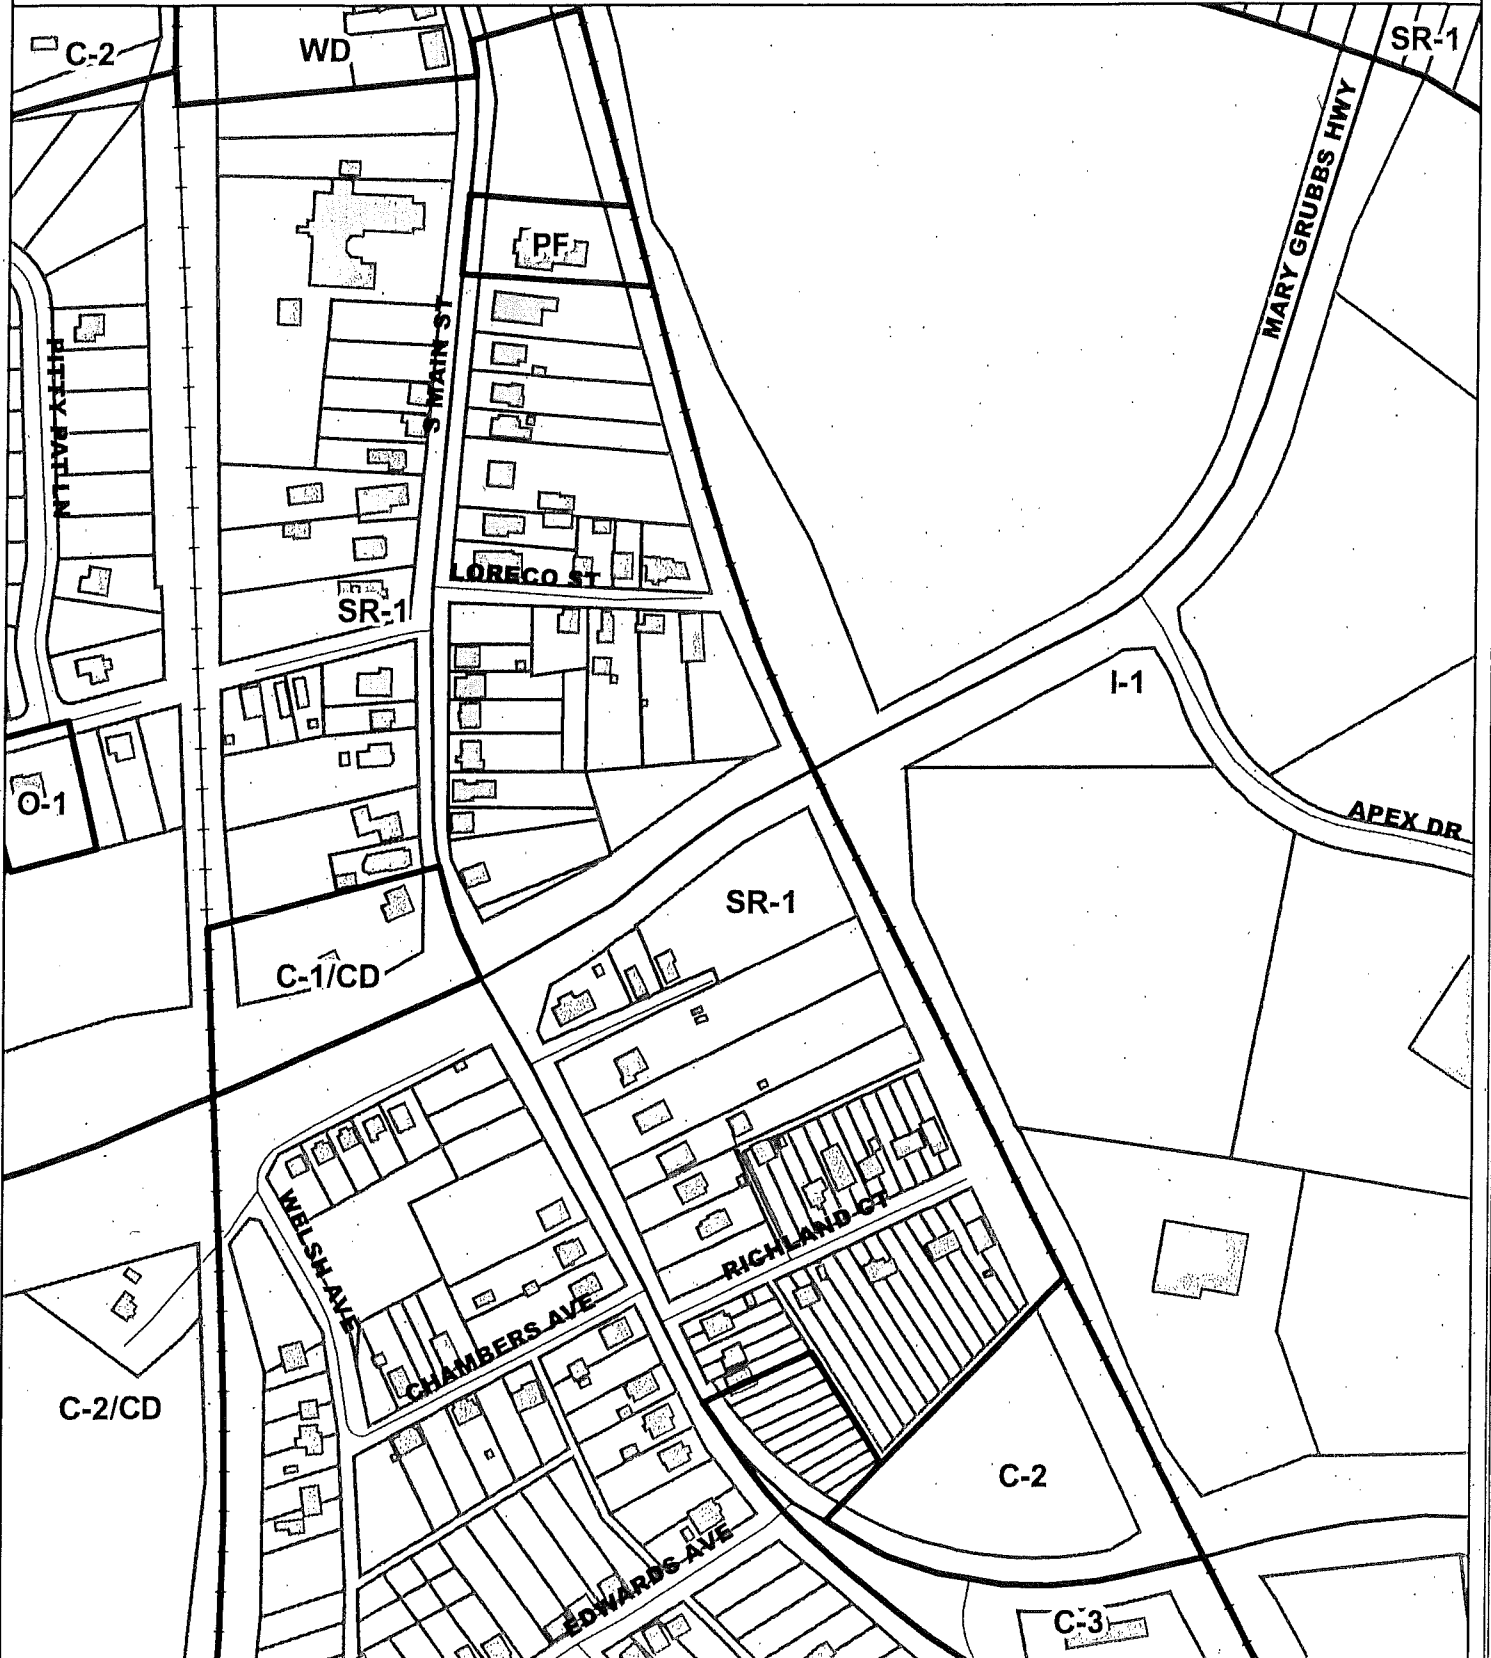 C-2
WD
SR-1
MARY GRUBBS HWY
PF
S MAIN ST
PITTY PAT LN
LORECO ST
SR-1
I-1
O-1
APEX DR
SR-1
C-1/CD
WELSH AVE
RICHLAND CT
CHAMBERS AVE
C-2/CD
C-2
EDWARDS AVE
C-3